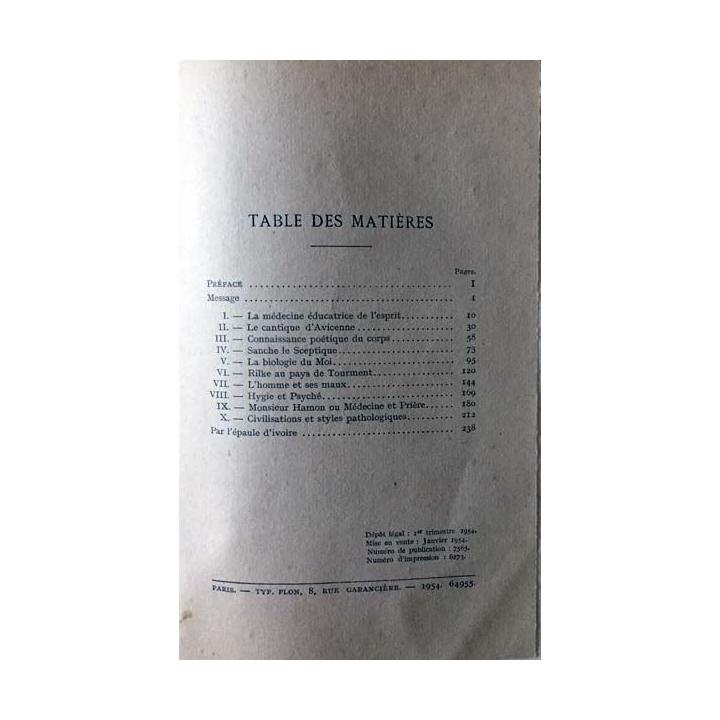 TABLE DES MATIÈRES
Pages.
PRÉFACE ........................................ I
Message ........................................ 1
I. — La médecine éducatrice de l'esprit........... 10
II. — Le cantique d'Avicenne .................... 30
III. — Connaissance poétique du corps ............. 58
IV. — Sanche le Sceptique........................ 73
V. — La biologie du Moi......................... 95
VI. — Rilke au pays de Tourment................. 120
VII. — L'homme et ses maux...................... 144
VIII. — Hygie et Psyché.......................... 169
IX. — Monsieur Hamon ou Médecine et Prière...... 180
X. — Civilisations et styles pathologiques.......... 212
Par l'épaule d'ivoire .............................. 238
Dépôt légal : 1er trimestre 1954.
Mise en vente : Janvier 1954.
Numéro de publication : 7565.
Numéro d'impression : 6273.
PARIS. — TYP. PLON, 8, RUE GARANCIÈRE. — 1954. 64955.